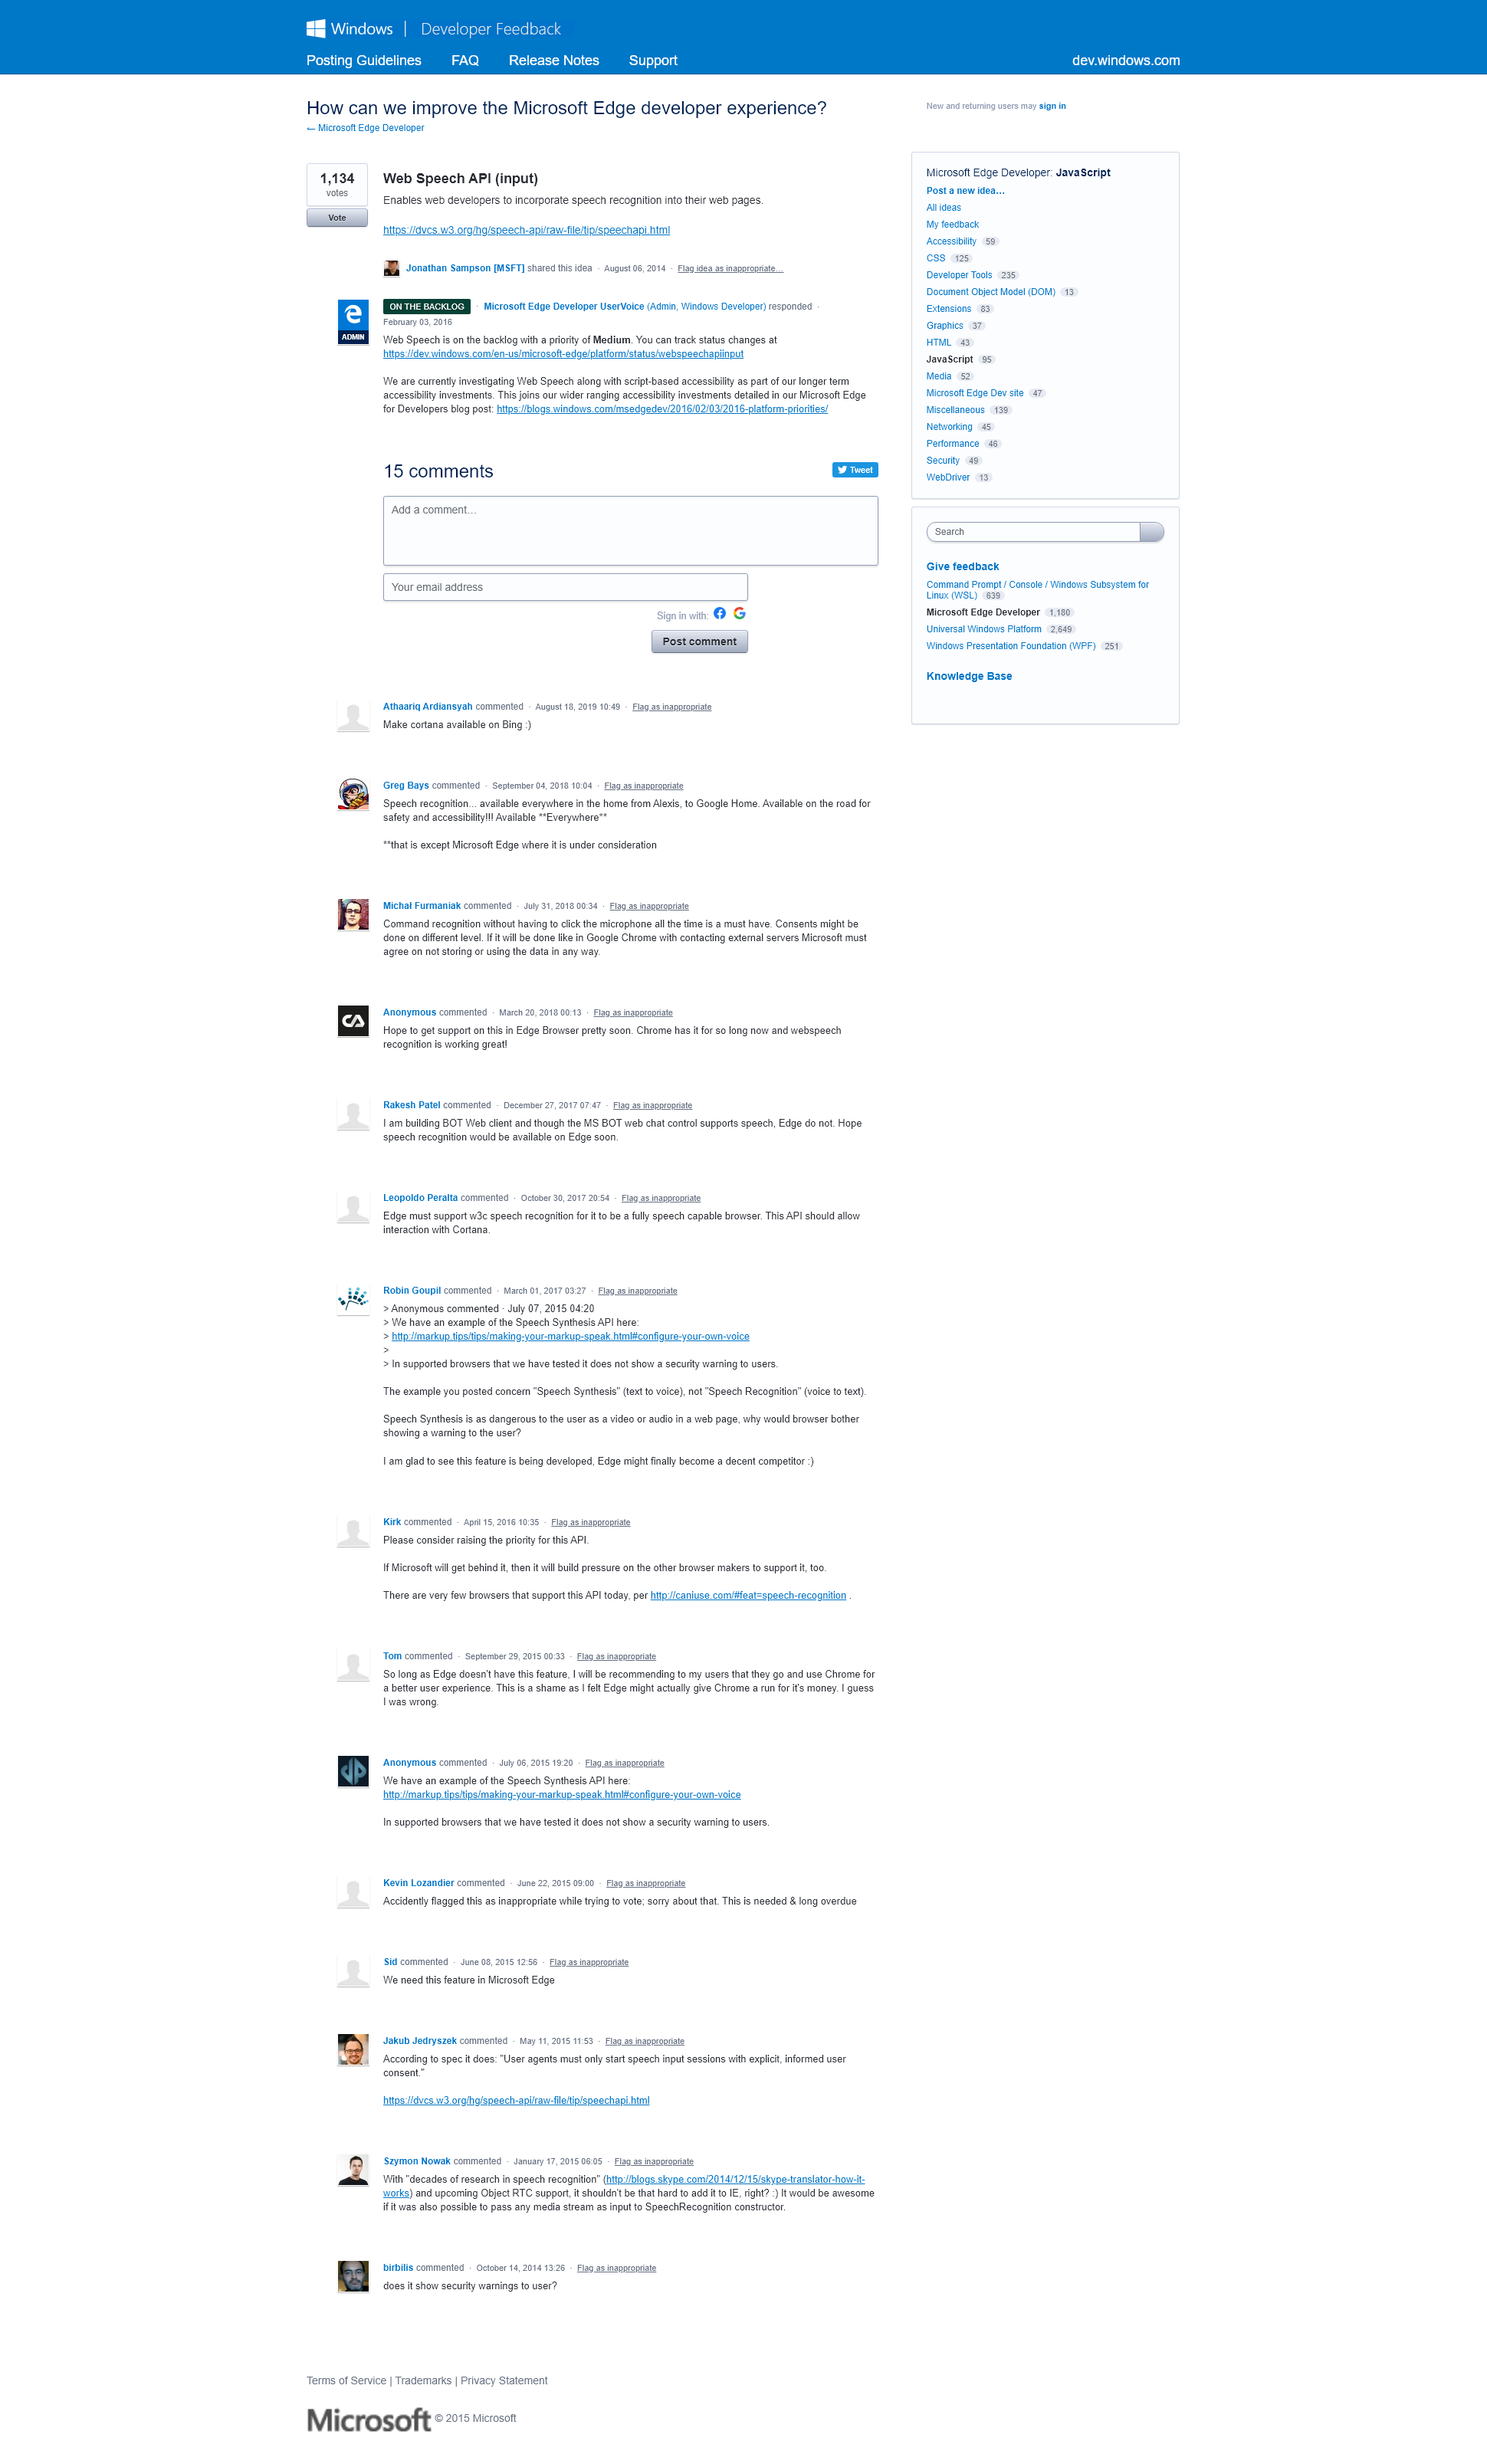 Windows | Developer Feedback
Posting Guidelines FAQ Release Notes Support dev.windows.com
How can we improve the Microsoft Edge developer experience?
← Microsoft Edge Developer
New and returning users may sign in
1,134
votes
Vote
Web Speech API (input)
Enables web developers to incorporate speech recognition into their web pages.
https://dvcs.w3.org/hg/speech-api/raw-file/tip/speechapi.html
Jonathan Sampson [MSFT] shared this idea · August 06, 2014 · Flag idea as inappropriate…
ADMIN
ON THE BACKLOG · Microsoft Edge Developer UserVoice (Admin, Windows Developer) responded ·
February 03, 2016
Web Speech is on the backlog with a priority of Medium. You can track status changes at
https://dev.windows.com/en-us/microsoft-edge/platform/status/webspeechapiinput
We are currently investigating Web Speech along with script-based accessibility as part of our longer term
accessibility investments. This joins our wider ranging accessibility investments detailed in our Microsoft Edge
for Developers blog post: https://blogs.windows.com/msedgedev/2016/02/03/2016-platform-priorities/
15 comments
Tweet
Add a comment…
Your email address
Sign in with:
Post comment
Athaariq Ardiansyah commented · August 18, 2019 10:49 · Flag as inappropriate
Make cortana available on Bing :)
Greg Bays commented · September 04, 2018 10:04 · Flag as inappropriate
Speech recognition... available everywhere in the home from Alexis, to Google Home. Available on the road for
safety and accessibility!!! Available **Everywhere**
**that is except Microsoft Edge where it is under consideration
Michał Furmaniak commented · July 31, 2018 00:34 · Flag as inappropriate
Command recognition without having to click the microphone all the time is a must have. Consents might be
done on different level. If it will be done like in Google Chrome with contacting external servers Microsoft must
agree on not storing or using the data in any way.
Anonymous commented · March 20, 2018 00:13 · Flag as inappropriate
Hope to get support on this in Edge Browser pretty soon. Chrome has it for so long now and webspeech
recognition is working great!
Rakesh Patel commented · December 27, 2017 07:47 · Flag as inappropriate
I am building BOT Web client and though the MS BOT web chat control supports speech, Edge do not. Hope
speech recognition would be available on Edge soon.
Leopoldo Peralta commented · October 30, 2017 20:54 · Flag as inappropriate
Edge must support w3c speech recognition for it to be a fully speech capable browser. This API should allow
interaction with Cortana.
Robin Goupil commented · March 01, 2017 03:27 · Flag as inappropriate
> Anonymous commented · July 07, 2015 04:20
> We have an example of the Speech Synthesis API here:
> http://markup.tips/tips/making-your-markup-speak.html#configure-your-own-voice
>
> In supported browsers that we have tested it does not show a security warning to users.
The example you posted concern "Speech Synthesis" (text to voice), not "Speech Recognition" (voice to text).
Speech Synthesis is as dangerous to the user as a video or audio in a web page, why would browser bother
showing a warning to the user?
I am glad to see this feature is being developed, Edge might finally become a decent competitor :)
Kirk commented · April 15, 2016 10:35 · Flag as inappropriate
Please consider raising the priority for this API.
If Microsoft will get behind it, then it will build pressure on the other browser makers to support it, too.
There are very few browsers that support this API today, per http://caniuse.com/#feat=speech-recognition .
Tom commented · September 29, 2015 00:33 · Flag as inappropriate
So long as Edge doesn't have this feature, I will be recommending to my users that they go and use Chrome for
a better user experience. This is a shame as I felt Edge might actually give Chrome a run for it's money. I guess
I was wrong.
Anonymous commented · July 06, 2015 19:20 · Flag as inappropriate
We have an example of the Speech Synthesis API here:
http://markup.tips/tips/making-your-markup-speak.html#configure-your-own-voice
In supported browsers that we have tested it does not show a security warning to users.
Kevin Lozandier commented · June 22, 2015 09:00 · Flag as inappropriate
Accidently flagged this as inappropriate while trying to vote; sorry about that. This is needed & long overdue
Sid commented · June 08, 2015 12:56 · Flag as inappropriate
We need this feature in Microsoft Edge
Jakub Jedryszek commented · May 11, 2015 11:53 · Flag as inappropriate
According to spec it does: "User agents must only start speech input sessions with explicit, informed user
consent."
https://dvcs.w3.org/hg/speech-api/raw-file/tip/speechapi.html
Szymon Nowak commented · January 17, 2015 06:05 · Flag as inappropriate
With "decades of research in speech recognition" (http://blogs.skype.com/2014/12/15/skype-translator-how-it-
works) and upcoming Object RTC support, it shouldn't be that hard to add it to IE, right? :) It would be awesome
if it was also possible to pass any media stream as input to SpeechRecognition constructor.
birbilis commented · October 14, 2014 13:26 · Flag as inappropriate
does it show security warnings to user?
Microsoft Edge Developer: JavaScript
Post a new idea…
All ideas
My feedback
Accessibility 59
CSS 125
Developer Tools 235
Document Object Model (DOM) 13
Extensions 83
Graphics 37
HTML 43
JavaScript 95
Media 52
Microsoft Edge Dev site 47
Miscellaneous 139
Networking 45
Performance 46
Security 49
WebDriver 13
Search
Give feedback
Command Prompt / Console / Windows Subsystem for
Linux (WSL) 639
Microsoft Edge Developer 1,180
Universal Windows Platform 2,649
Windows Presentation Foundation (WPF) 251
Knowledge Base
Terms of Service | Trademarks | Privacy Statement
Microsoft © 2015 Microsoft